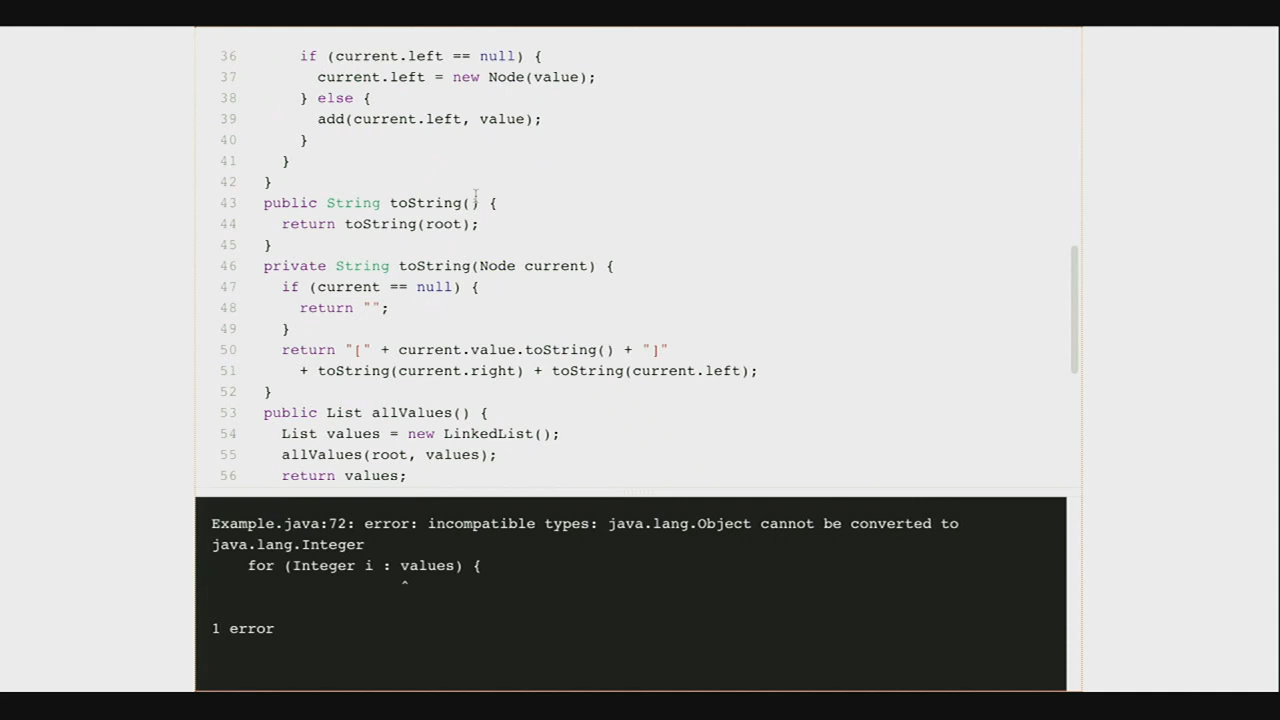 36 if (current.left == null) {
37 current.left = new Node(value);
38 } else {
39 add(current.left, value);
40 }
41 }
42 }
43 public String toString() {
44 return toString(root);
45 }
46 private String toString(Node current) {
47 if (current == null) {
48 return "";
49 }
50 return "[" + current.value.toString() + "]"
51 + toString(current.right) + toString(current.left);
52 }
53 public List allValues() {
54 List values = new LinkedList();
55 allValues(root, values);
56 return values;
Example.java:72: error: incompatible types: java.lang.Object cannot be converted to
java.lang.Integer
for (Integer i : values) {
^
1 error